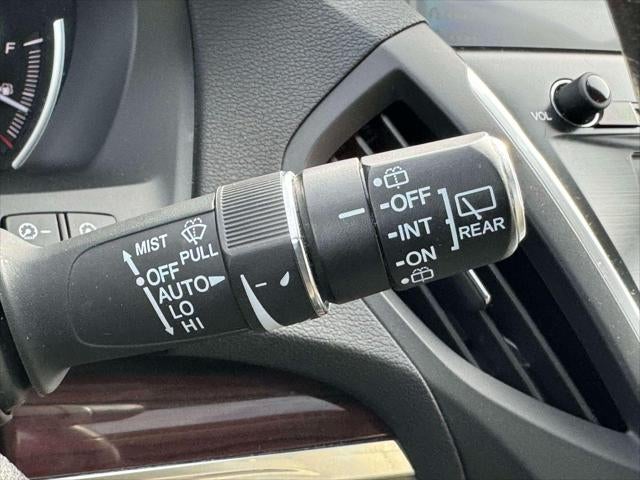 F
VOL
MIST
PULL
OFF
AUTO
LO
HI
-OFF
-INT
-ON
REAR